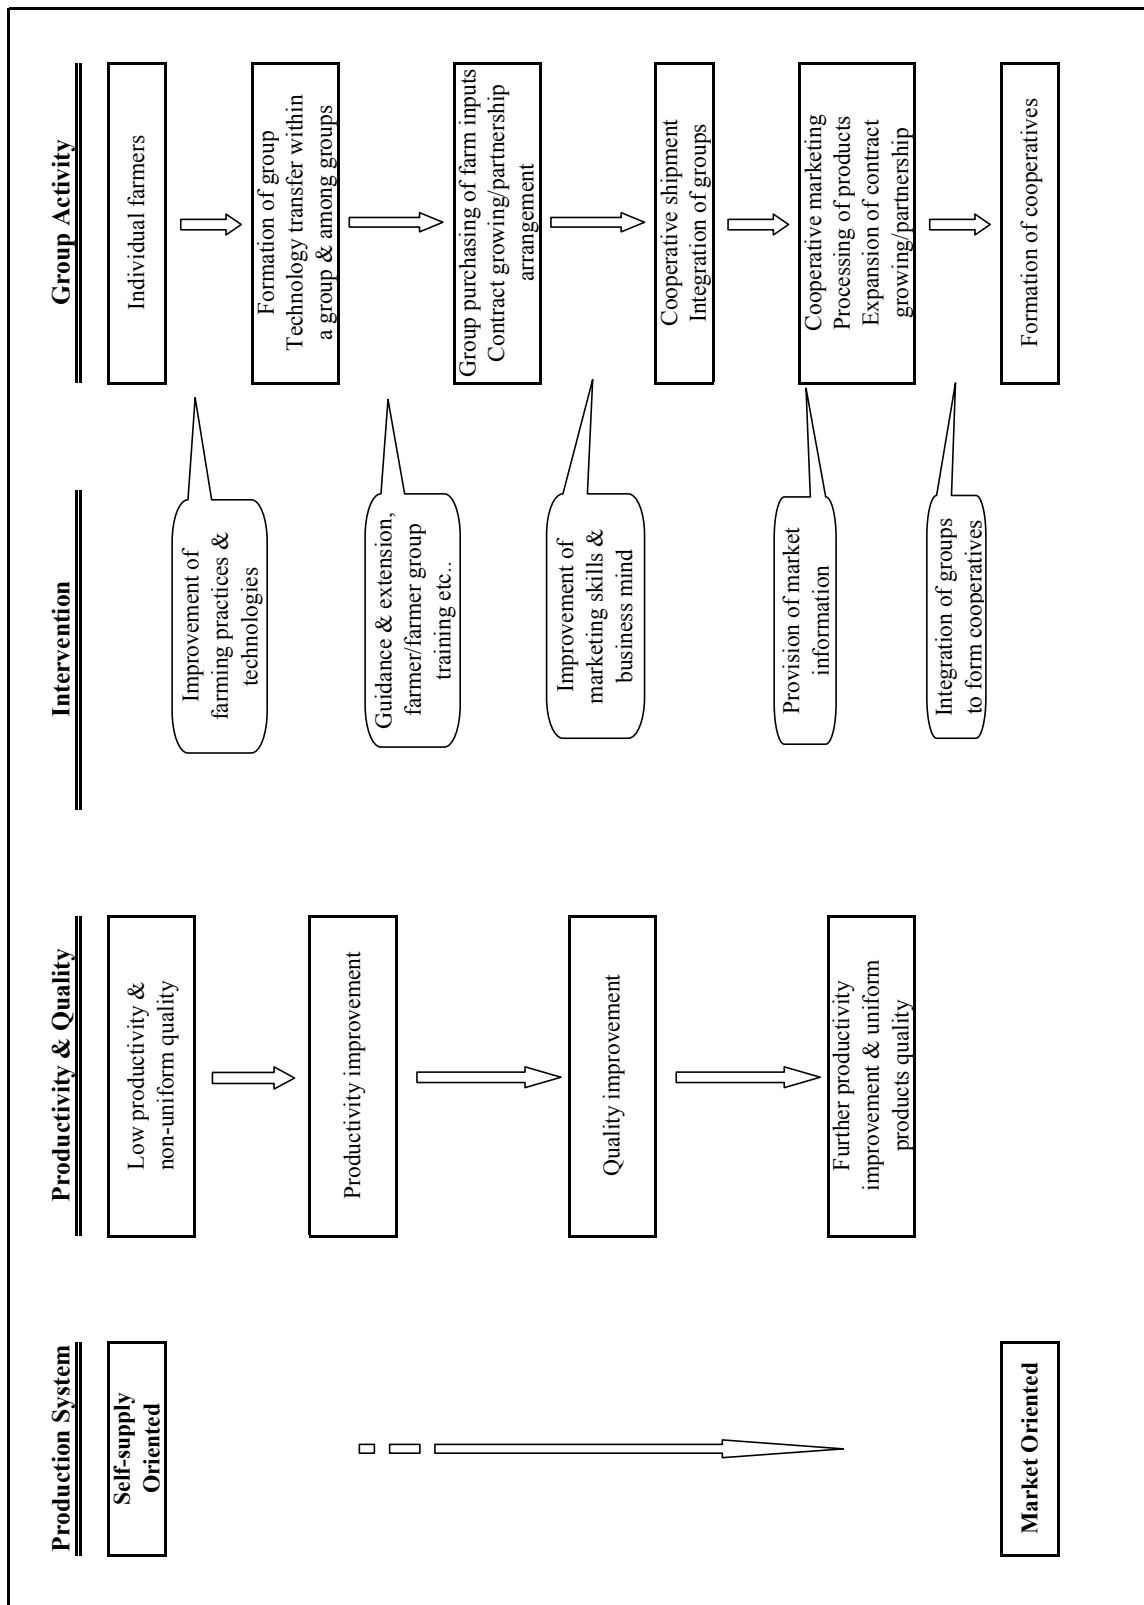 Production System
Productivity & Quality
Intervention
Group Activity
Self-supply
Oriented
Market Oriented
Low productivity &
non-uniform quality
Productivity improvement
Quality improvement
Further productivity
improvement & uniform
products quality
Improvement of
farming practices &
technologies
Guidance & extension,
farmer/farmer group
training etc..
Improvement of
marketing skills &
business mind
Provision of market
information
Integration of groups
to form cooperatives
Individual farmers
Formation of group
Technology transfer within
a group & among groups
Group purchasing of farm inputs
Contract growing/partnership
arrangement
Cooperative shipment
Integration of groups
Cooperative marketing
Processing of products
Expansion of contract
growing/partnership
Formation of cooperatives